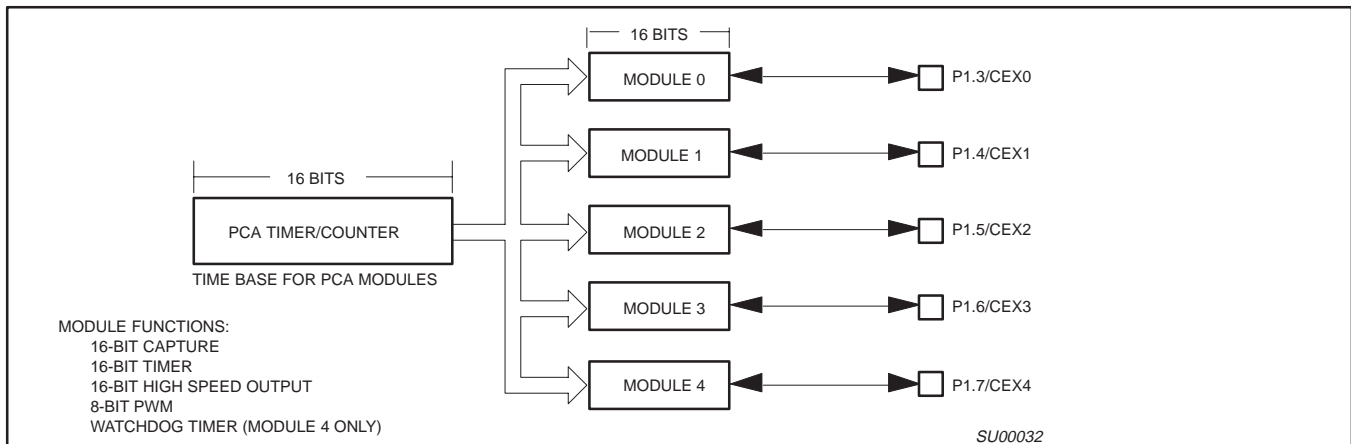 16 BITS
MODULE 0
P1.3/CEX0
MODULE 1
P1.4/CEX1
16 BITS
PCA TIMER/COUNTER
MODULE 2
P1.5/CEX2
TIME BASE FOR PCA MODULES
MODULE 3
P1.6/CEX3
MODULE FUNCTIONS:
16-BIT CAPTURE
16-BIT TIMER
16-BIT HIGH SPEED OUTPUT
8-BIT PWM
WATCHDOG TIMER (MODULE 4 ONLY)
MODULE 4
P1.7/CEX4
SU00032